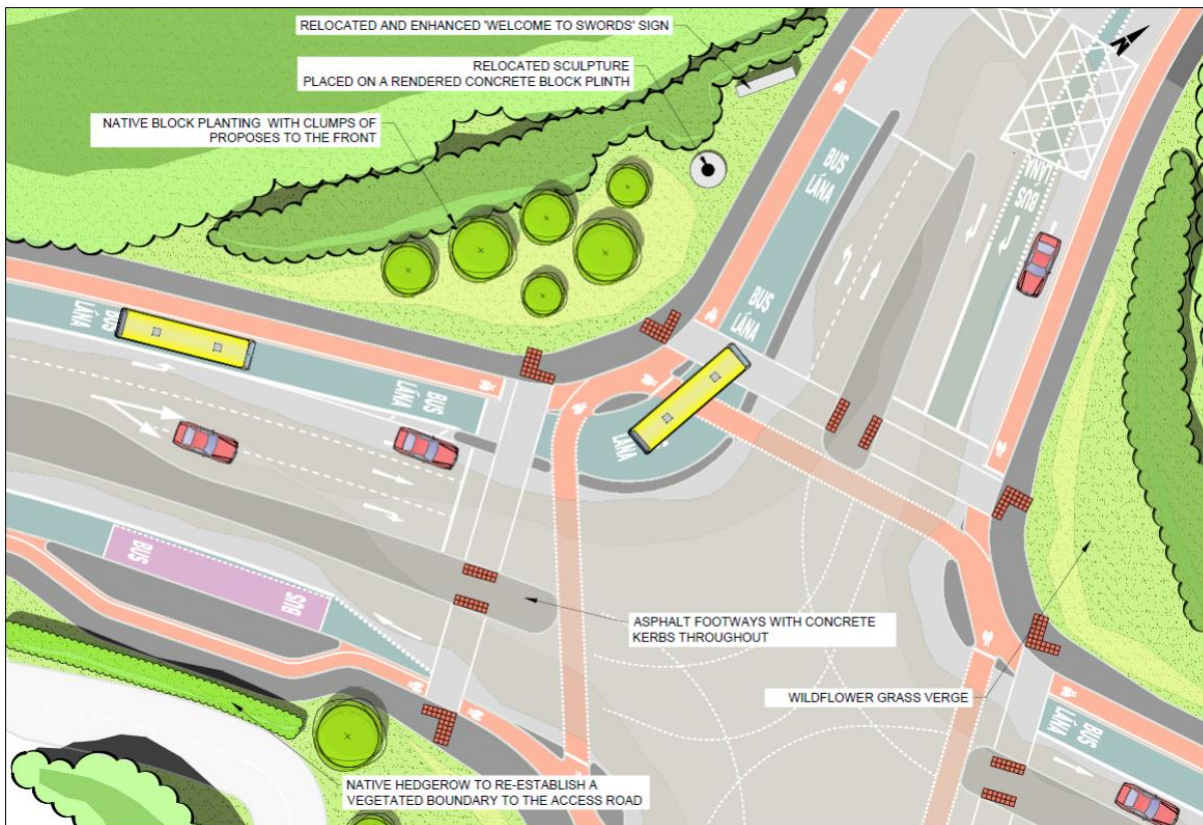 RELOCATED AND ENHANCED 'WELCOME TO SWORDS' SIGN
RELOCATED SCULPTURE
PLACED ON A RENDERED CONCRETE BLOCK PLINTH
NATIVE BLOCK PLANTING WITH CLUMPS OF
PROPOSES TO THE FRONT
N
BUS
LÁNA
BUS
LÁNA
BUS
LÁNA
BUS
LÁNA
BUS
LÁNA
LÁNA
BUS
BUS
ASPHALT FOOTWAYS WITH CONCRETE
KERBS THROUGHOUT
WILDFLOWER GRASS VERGE
BUS
LÁNA
NATIVE HEDGEROW TO RE-ESTABLISH A
VEGETATED BOUNDARY TO THE ACCESS ROAD